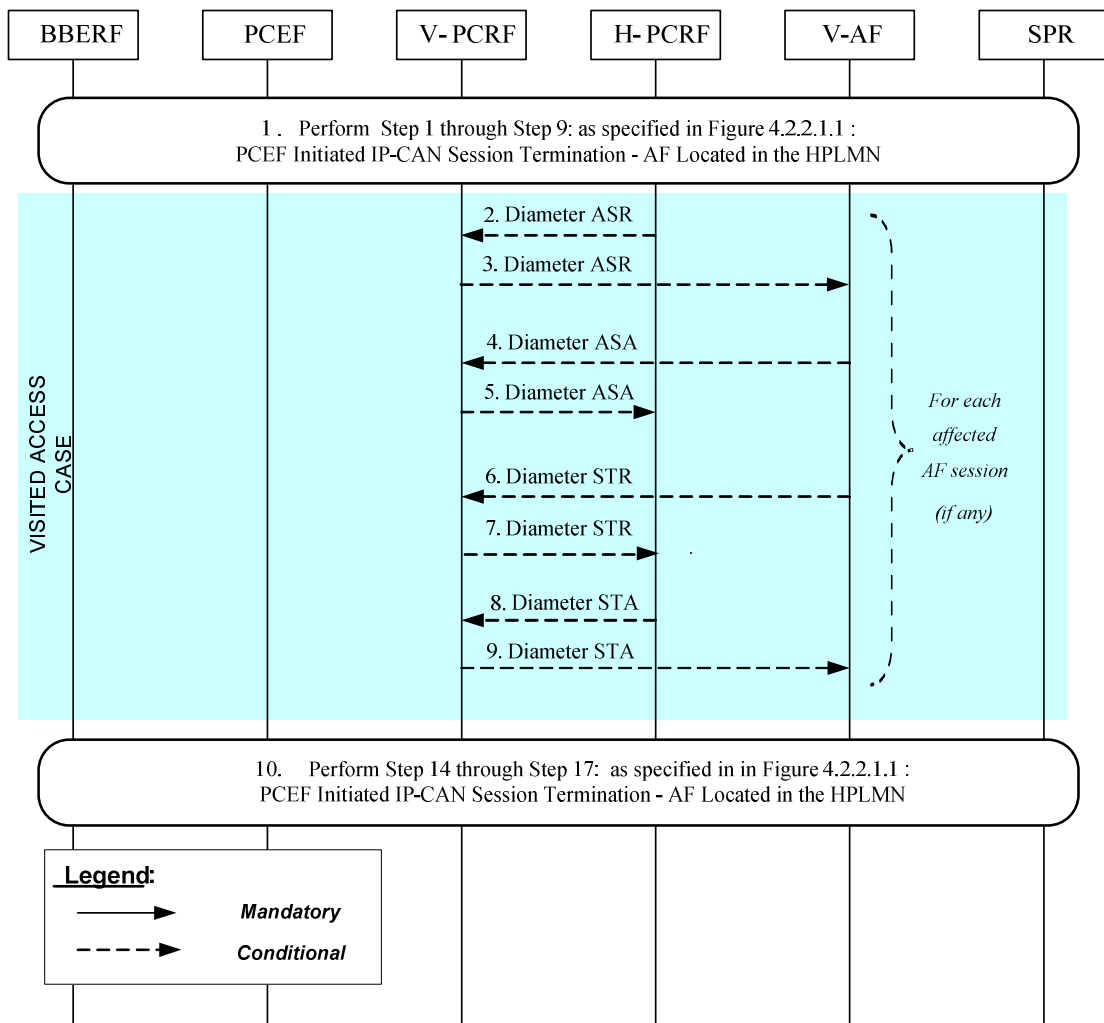 BBERF
PCEF
V- PCRF
H- PCRF
V-AF
SPR
1 . Perform Step 1 through Step 9: as specified in Figure 4.2.2.1.1 :
PCEF Initiated IP-CAN Session Termination - AF Located in the HPLMN
2. Diameter ASR
3. Diameter ASR
4. Diameter ASA
5. Diameter ASA
6. Diameter STR
7. Diameter STR
8. Diameter STA
9. Diameter STA
VISITED ACCESS
CASE
For each
affected
AF session
(if any)
10. Perform Step 14 through Step 17: as specified in in Figure 4.2.2.1.1 :
PCEF Initiated IP-CAN Session Termination - AF Located in the HPLMN
Legend:
Mandatory
Conditional